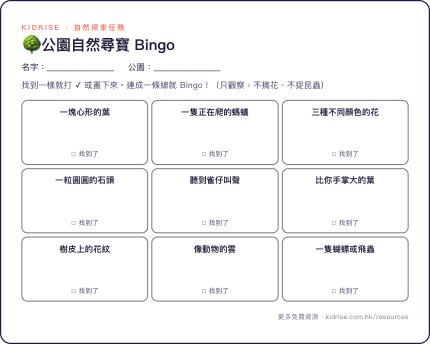 KIDRISE · 自然探索任務
公園自然尋寶 Bingo
名字：________________ 公園：________________
找到一樣就打 ✓ 或畫下來，連成一條線就 Bingo！（只觀察，不摘花、不捉昆蟲）
一塊心形的葉 一隻正在爬的螞蟻 三種不同顏色的花
□ 找到了 □ 找到了 □ 找到了
一粒圓圓的石頭 聽到雀仔叫聲 比你手掌大的葉
□ 找到了 □ 找到了 □ 找到了
樹皮上的花紋 像動物的雲 一隻蝴蝶或飛蟲
□ 找到了 □ 找到了 □ 找到了
更多免費資源：kidrise.com.hk/resources